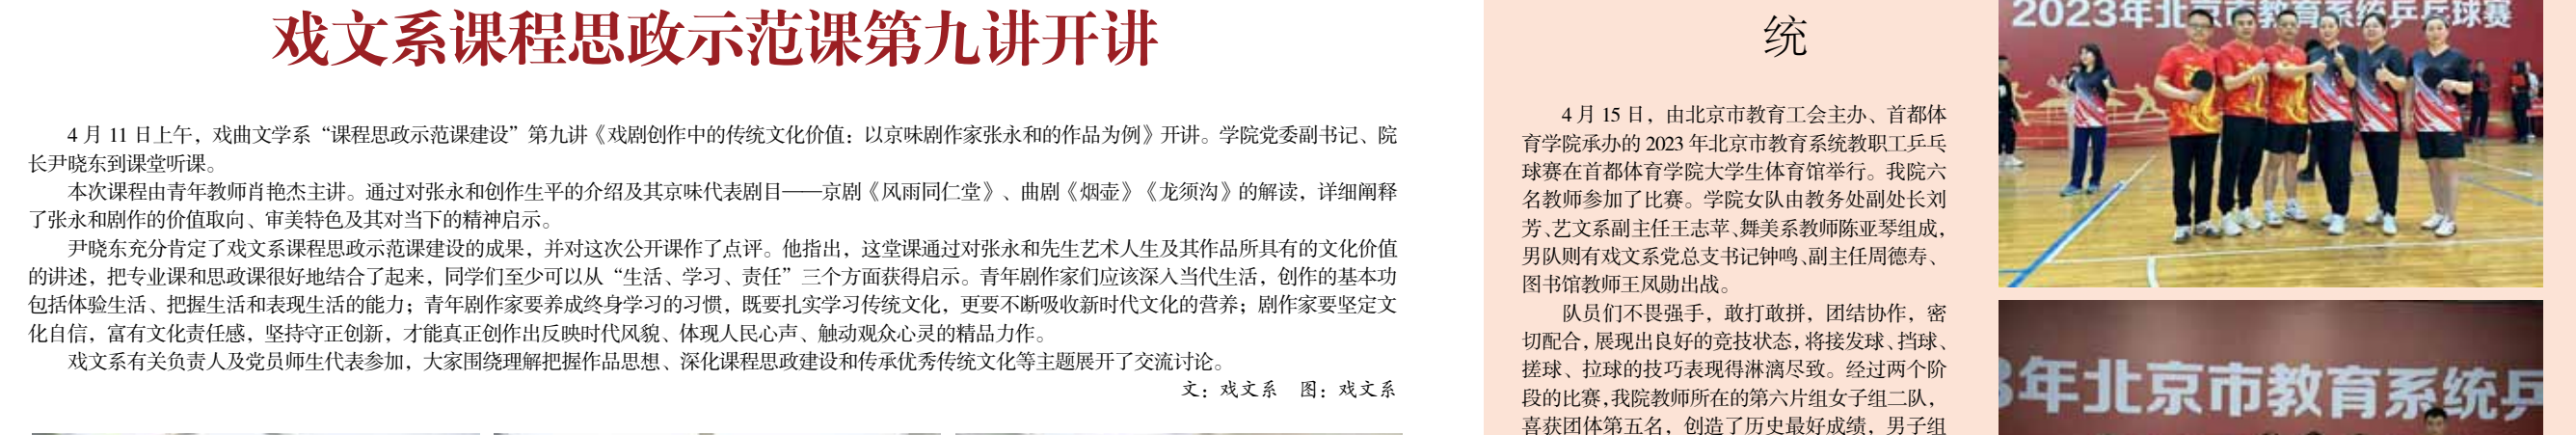 戏文系课程思政示范课第九讲开讲
4 月 11 日上午，戏曲文学系“课程思政示范课建设”第九讲《戏剧创作中的传统文化价值：以京味剧作家张永和的作品为例》开讲。学院党委副书记、院
长尹晓东到课堂听课。
本次课程由青年教师肖艳杰主讲。通过对张永和创作生平的介绍及其京味代表剧目——京剧《风雨同仁堂》、曲剧《烟壶》《龙须沟》的解读，详细阐释
了张永和剧作的价值取向、审美特色及其对当下的精神启示。
尹晓东充分肯定了戏文系课程思政示范课建设的成果，并对这次公开课作了点评。他指出，这堂课通过对张永和先生艺术人生及其作品所具有的文化价值
的讲述，把专业课和思政课很好地结合了起来，同学们至少可以从“生活、学习、责任”三个方面获得启示。青年剧作家们应该深入当代生活，创作的基本功
包括体验生活、把握生活和表现生活的能力；青年剧作家要养成终身学习的习惯，既要扎实学习传统文化，更要不断吸收新时代文化的营养；剧作家要坚定文
化自信，富有文化责任感，坚持守正创新，才能真正创作出反映时代风貌、体现人民心声、触动观众心灵的精品力作。
戏文系有关负责人及党员师生代表参加，大家围绕理解把握作品思想、深化课程思政建设和传承优秀传统文化等主题展开了交流讨论。
文：戏文系　图：戏文系
统
4 月 15 日，由北京市教育工会主办、首都体
育学院承办的 2023 年北京市教育系统教职工乒乓
球赛在首都体育学院大学生体育馆举行。我院六
名教师参加了比赛。学院女队由教务处副处长刘
芳、艺文系副主任王志苹、舞美系教师陈亚琴组成，
男队则有戏文系党总支书记钟鸣、副主任周德寿、
图书馆教师王凤勋出战。
队员们不畏强手，敢打敢拼，团结协作，密
切配合，展现出良好的竞技状态，将接发球、挡球、
搓球、拉球的技巧表现得淋漓尽致。经过两个阶
段的比赛，我院教师所在的第六片组女子组二队，
喜获团体第五名，创造了历史最好成绩，男子组
2023年北京市教育系统乒乓球赛
3年北京市教育系统乒